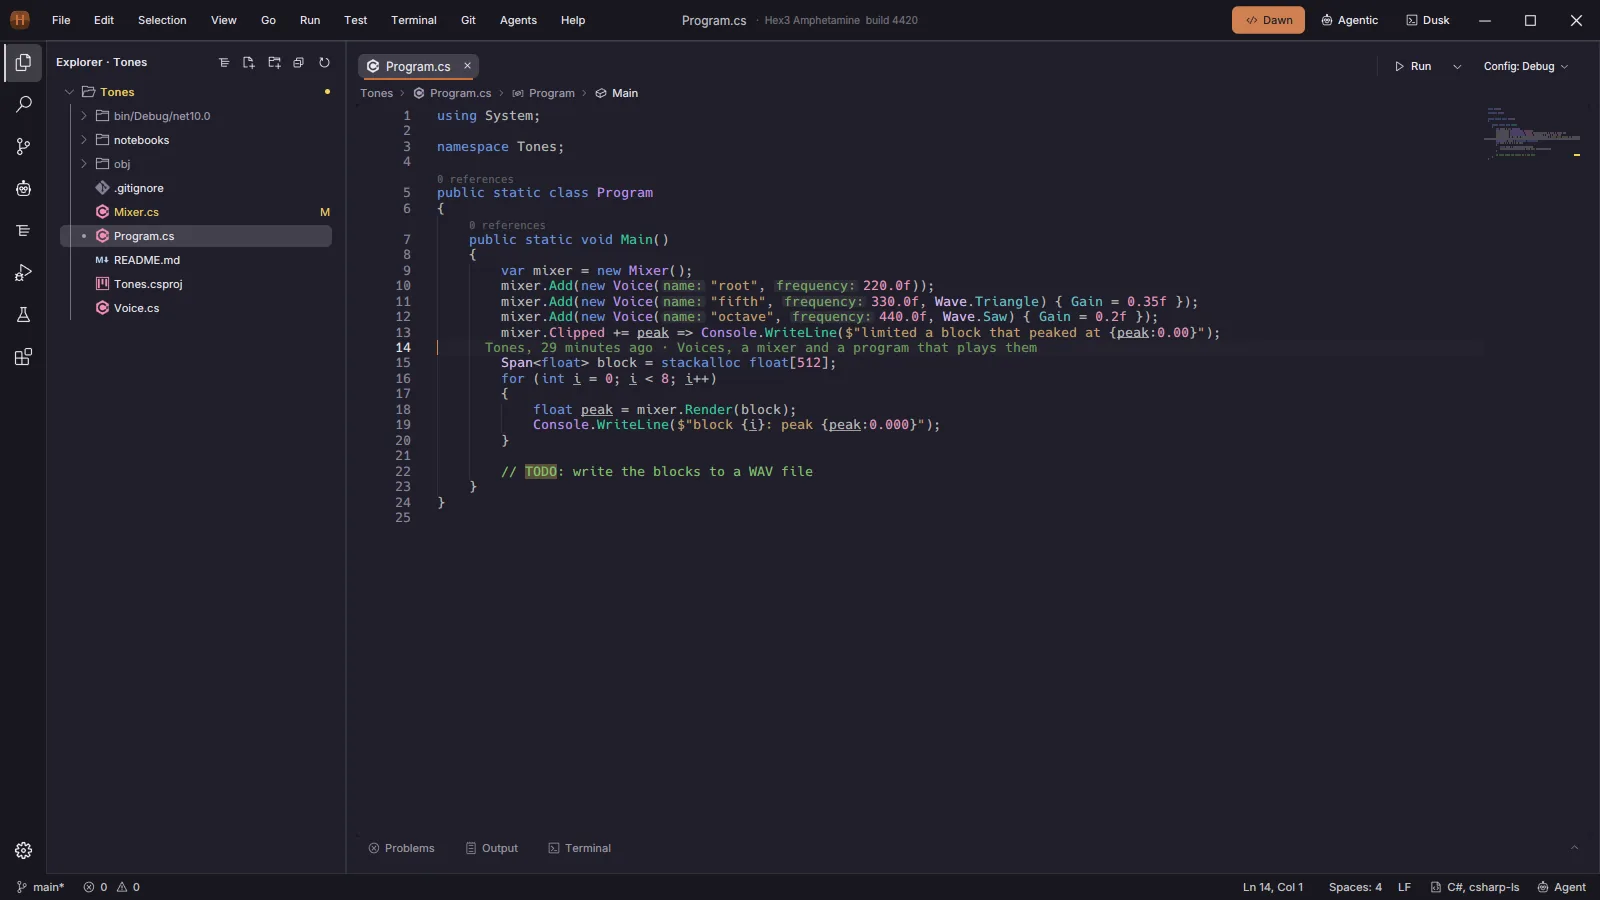 H File Edit Selection View Go Run Test Terminal Git Agents Help Program.cs · Hex3 Amphetamine build 4420 Dawn Agentic Dusk
Explorer · Tones
Tones
bin/Debug/net10.0
notebooks
obj
.gitignore
Mixer.cs M
Program.cs
README.md
Tones.csproj
Voice.cs
Program.cs Run Config: Debug
Tones > Program.cs > Program > Main
1 using System;
2
3 namespace Tones;
4
0 references
5 public static class Program
6 {
0 references
7 public static void Main()
8 {
9 var mixer = new Mixer();
10 mixer.Add(new Voice(name: "root", frequency: 220.0f));
11 mixer.Add(new Voice(name: "fifth", frequency: 330.0f, Wave.Triangle) { Gain = 0.35f });
12 mixer.Add(new Voice(name: "octave", frequency: 440.0f, Wave.Saw) { Gain = 0.2f });
13 mixer.Clipped += peak => Console.WriteLine($"limited a block that peaked at {peak:0.00}");
14 Tones, 29 minutes ago · Voices, a mixer and a program that plays them
15 Span<float> block = stackalloc float[512];
16 for (int i = 0; i < 8; i++)
17 {
18 float peak = mixer.Render(block);
19 Console.WriteLine($"block {i}: peak {peak:0.000}");
20 }
21
22 // TODO: write the blocks to a WAV file
23 }
24 }
25
Problems Output Terminal
main* 0 0 Ln 14, Col 1 Spaces: 4 LF C#, csharp-ls Agent